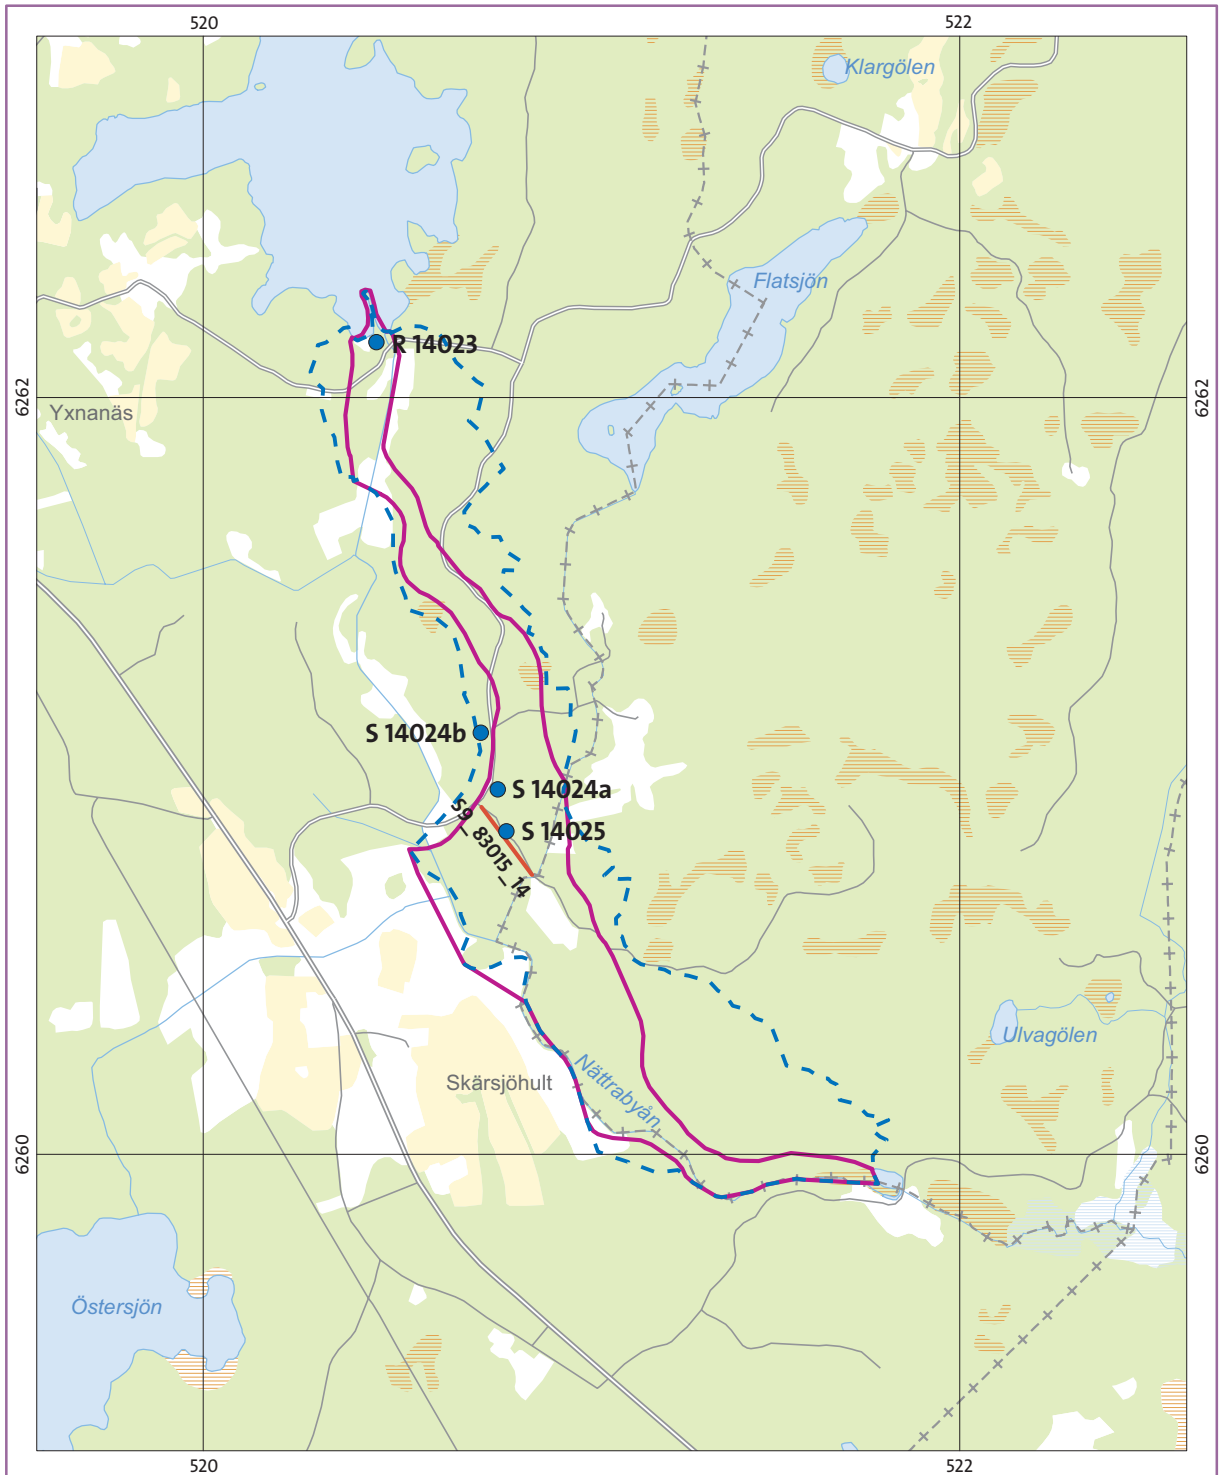 520
522
Klargölen
Flatsjön
R 14023
6262
6262
Yxnanäs
S 14024b
S 14024a
S9_83015_14
S 14025
Ulvagölen
Nättrabyån
Skärsjöhult
6260
6260
Östersjön
520
522